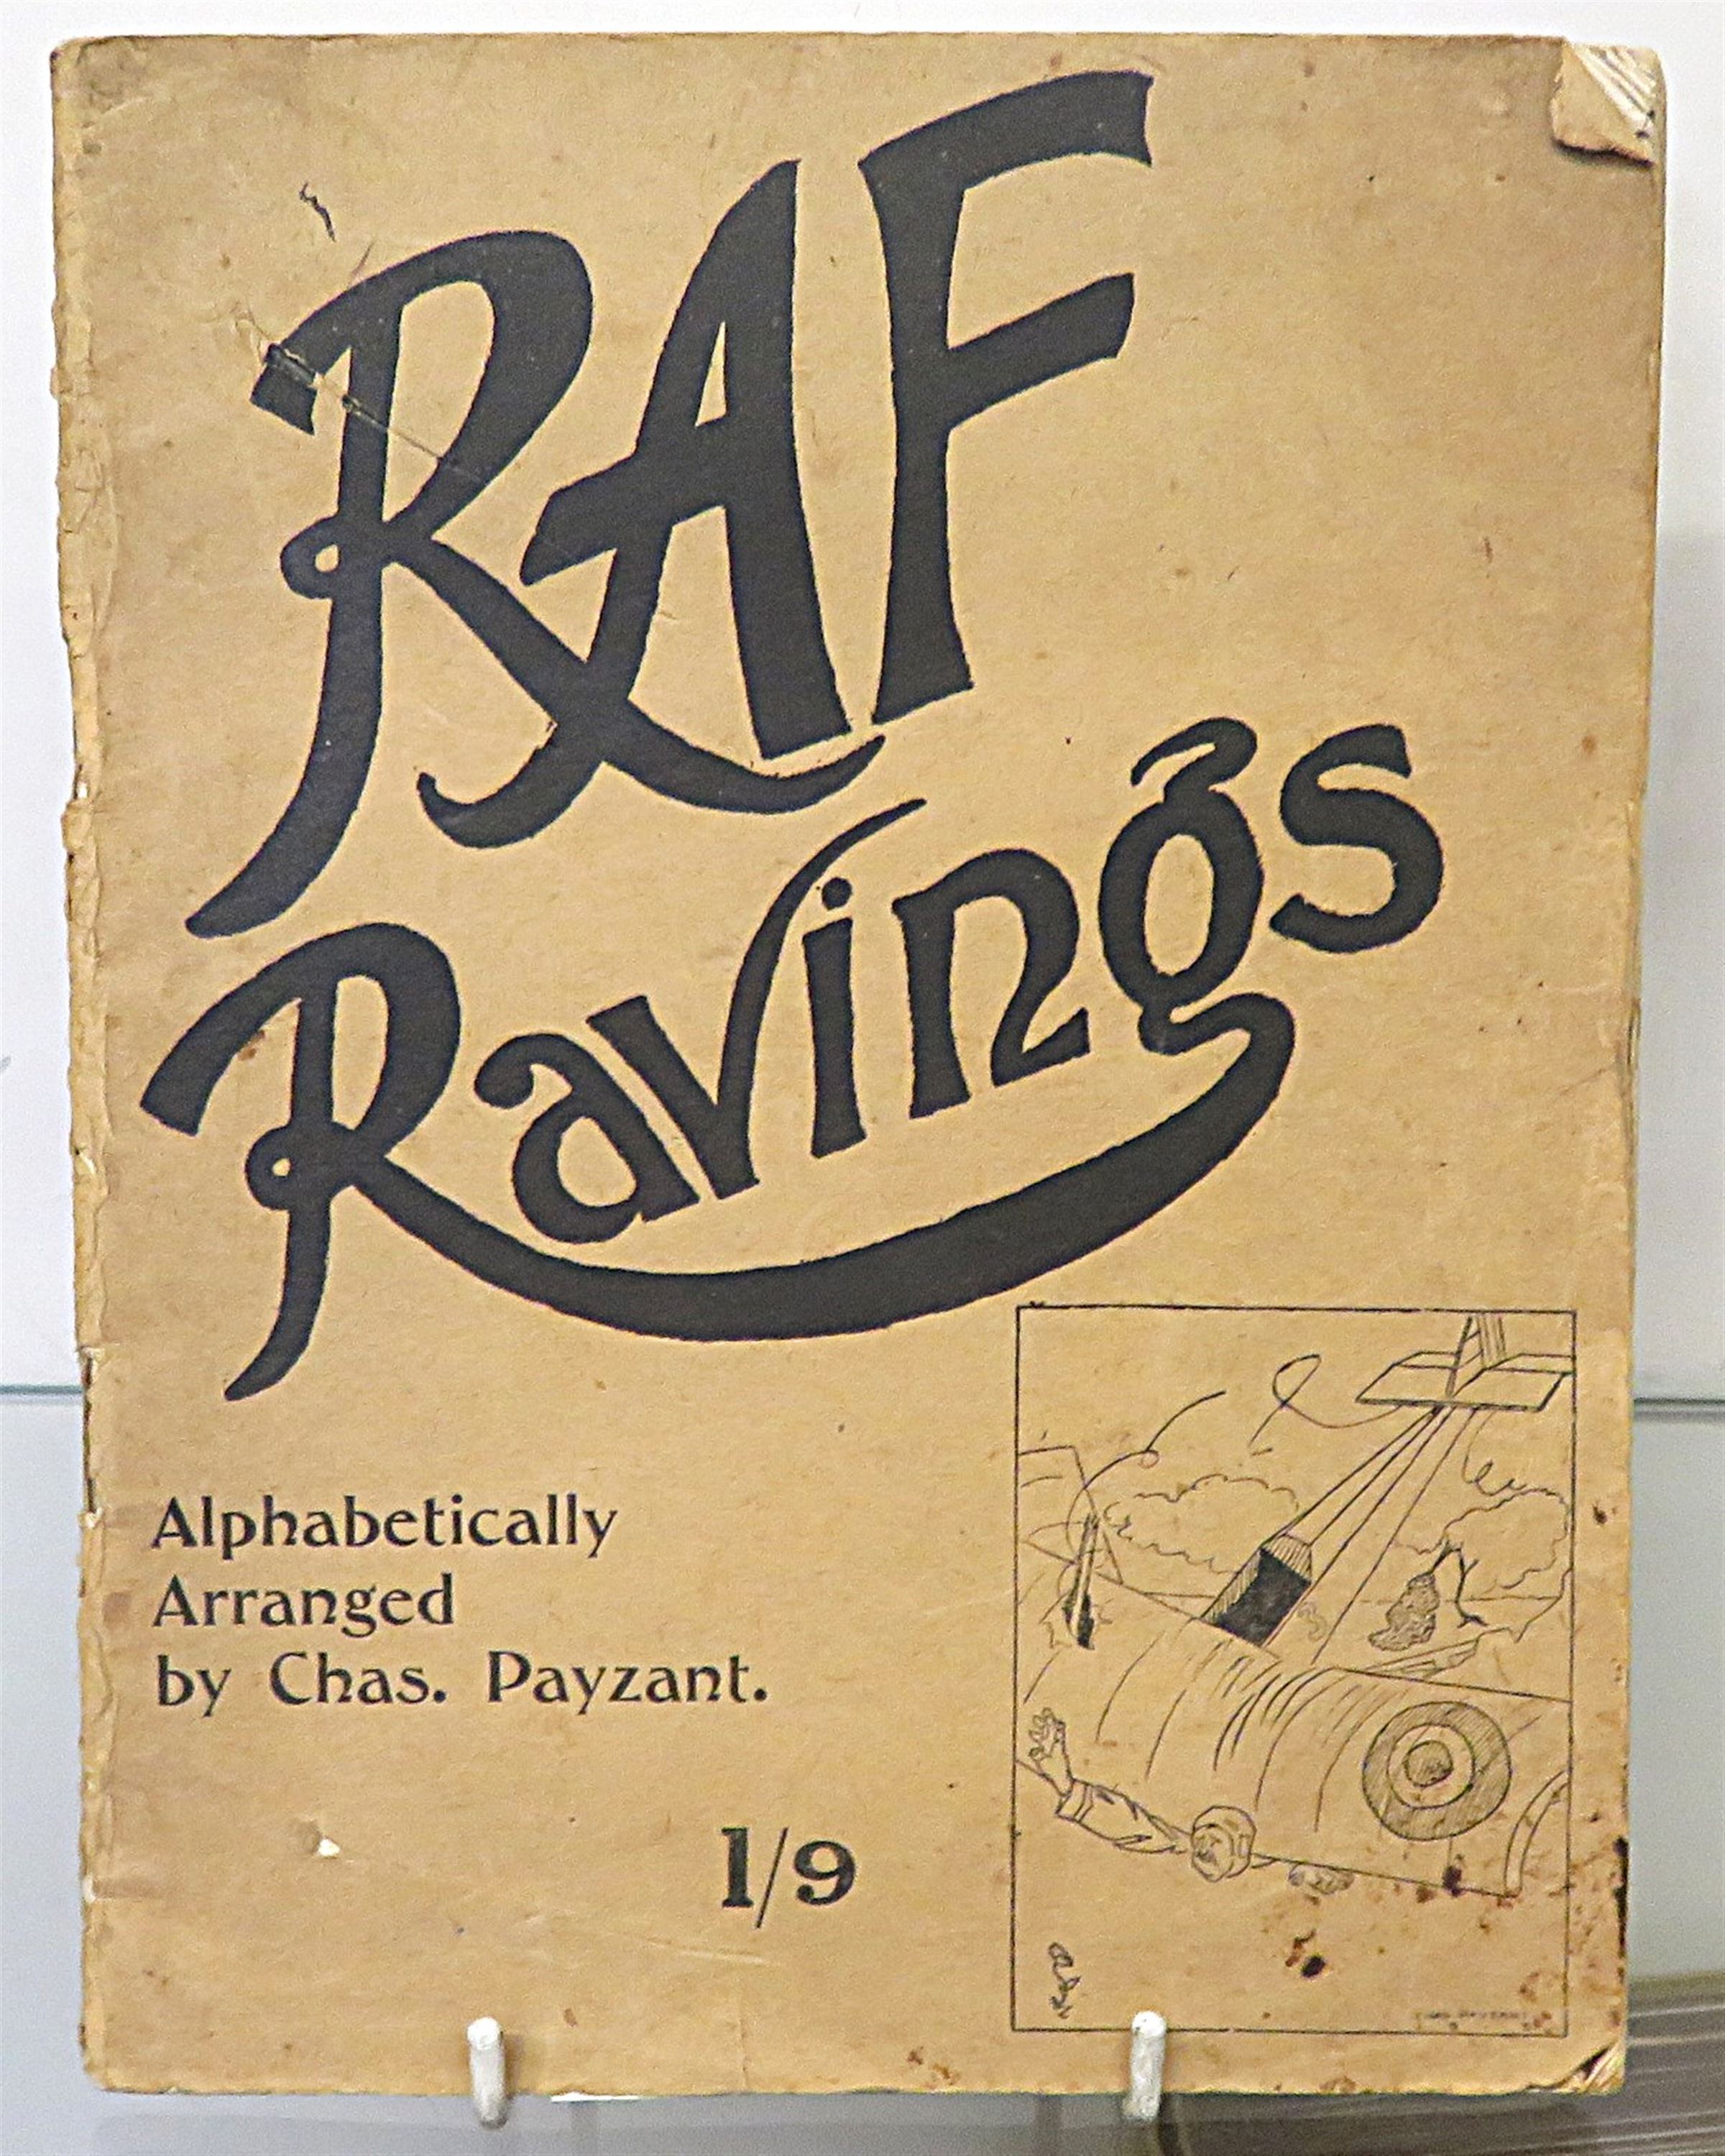 RAF
Ravings
Alphabetically
Arranged
by Chas. Payzant.
1/9